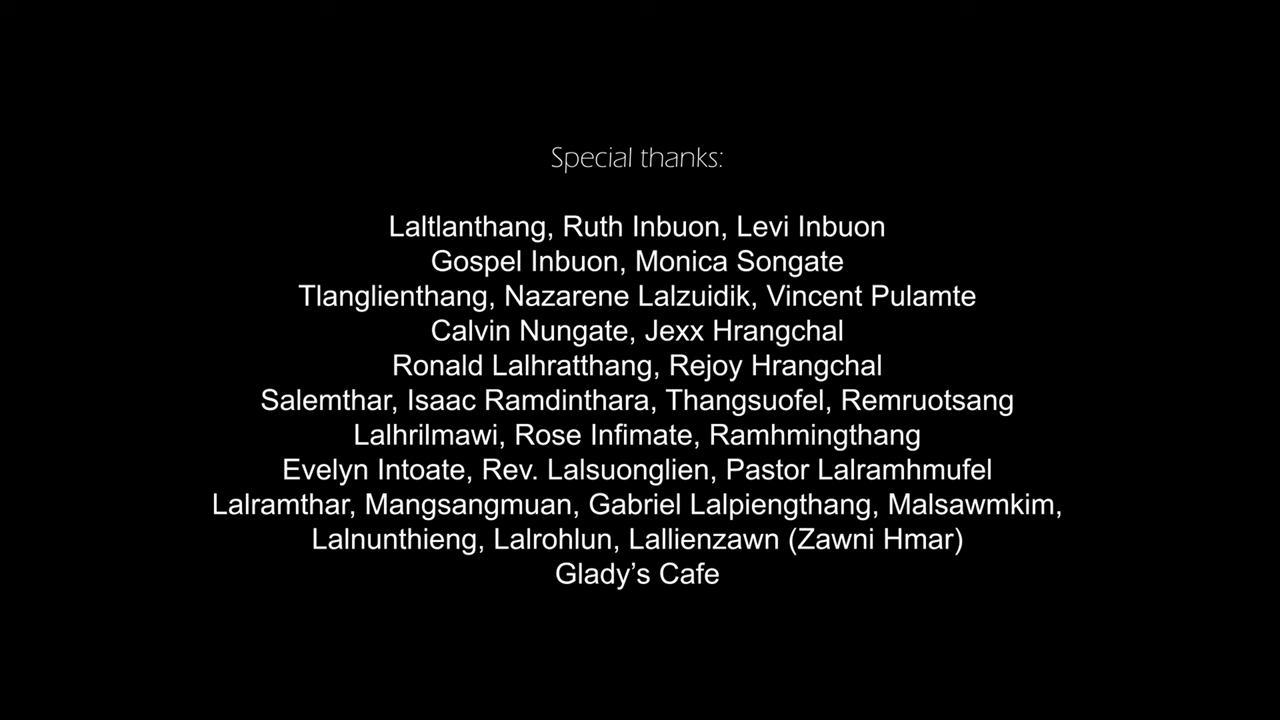 Special thanks:
Laltlanthang, Ruth Inbuon, Levi Inbuon
Gospel Inbuon, Monica Songate
Tlanglienthang, Nazarene Lalzuidik, Vincent Pulamte
Calvin Nungate, Jexx Hrangchal
Ronald Lalhratthang, Rejoy Hrangchal
Salemthar, Isaac Ramdinthara, Thangsuofel, Remruotsang
Lalhrilmawi, Rose Infimate, Ramhmingthang
Evelyn Intoate, Rev. Lalsuonglien, Pastor Lalramhmufel
Lalramthar, Mangsangmuan, Gabriel Lalpiengthang, Malsawmkim,
Lalnunthieng, Lalrohlun, Lallienzawn (Zawni Hmar)
Glady’s Cafe